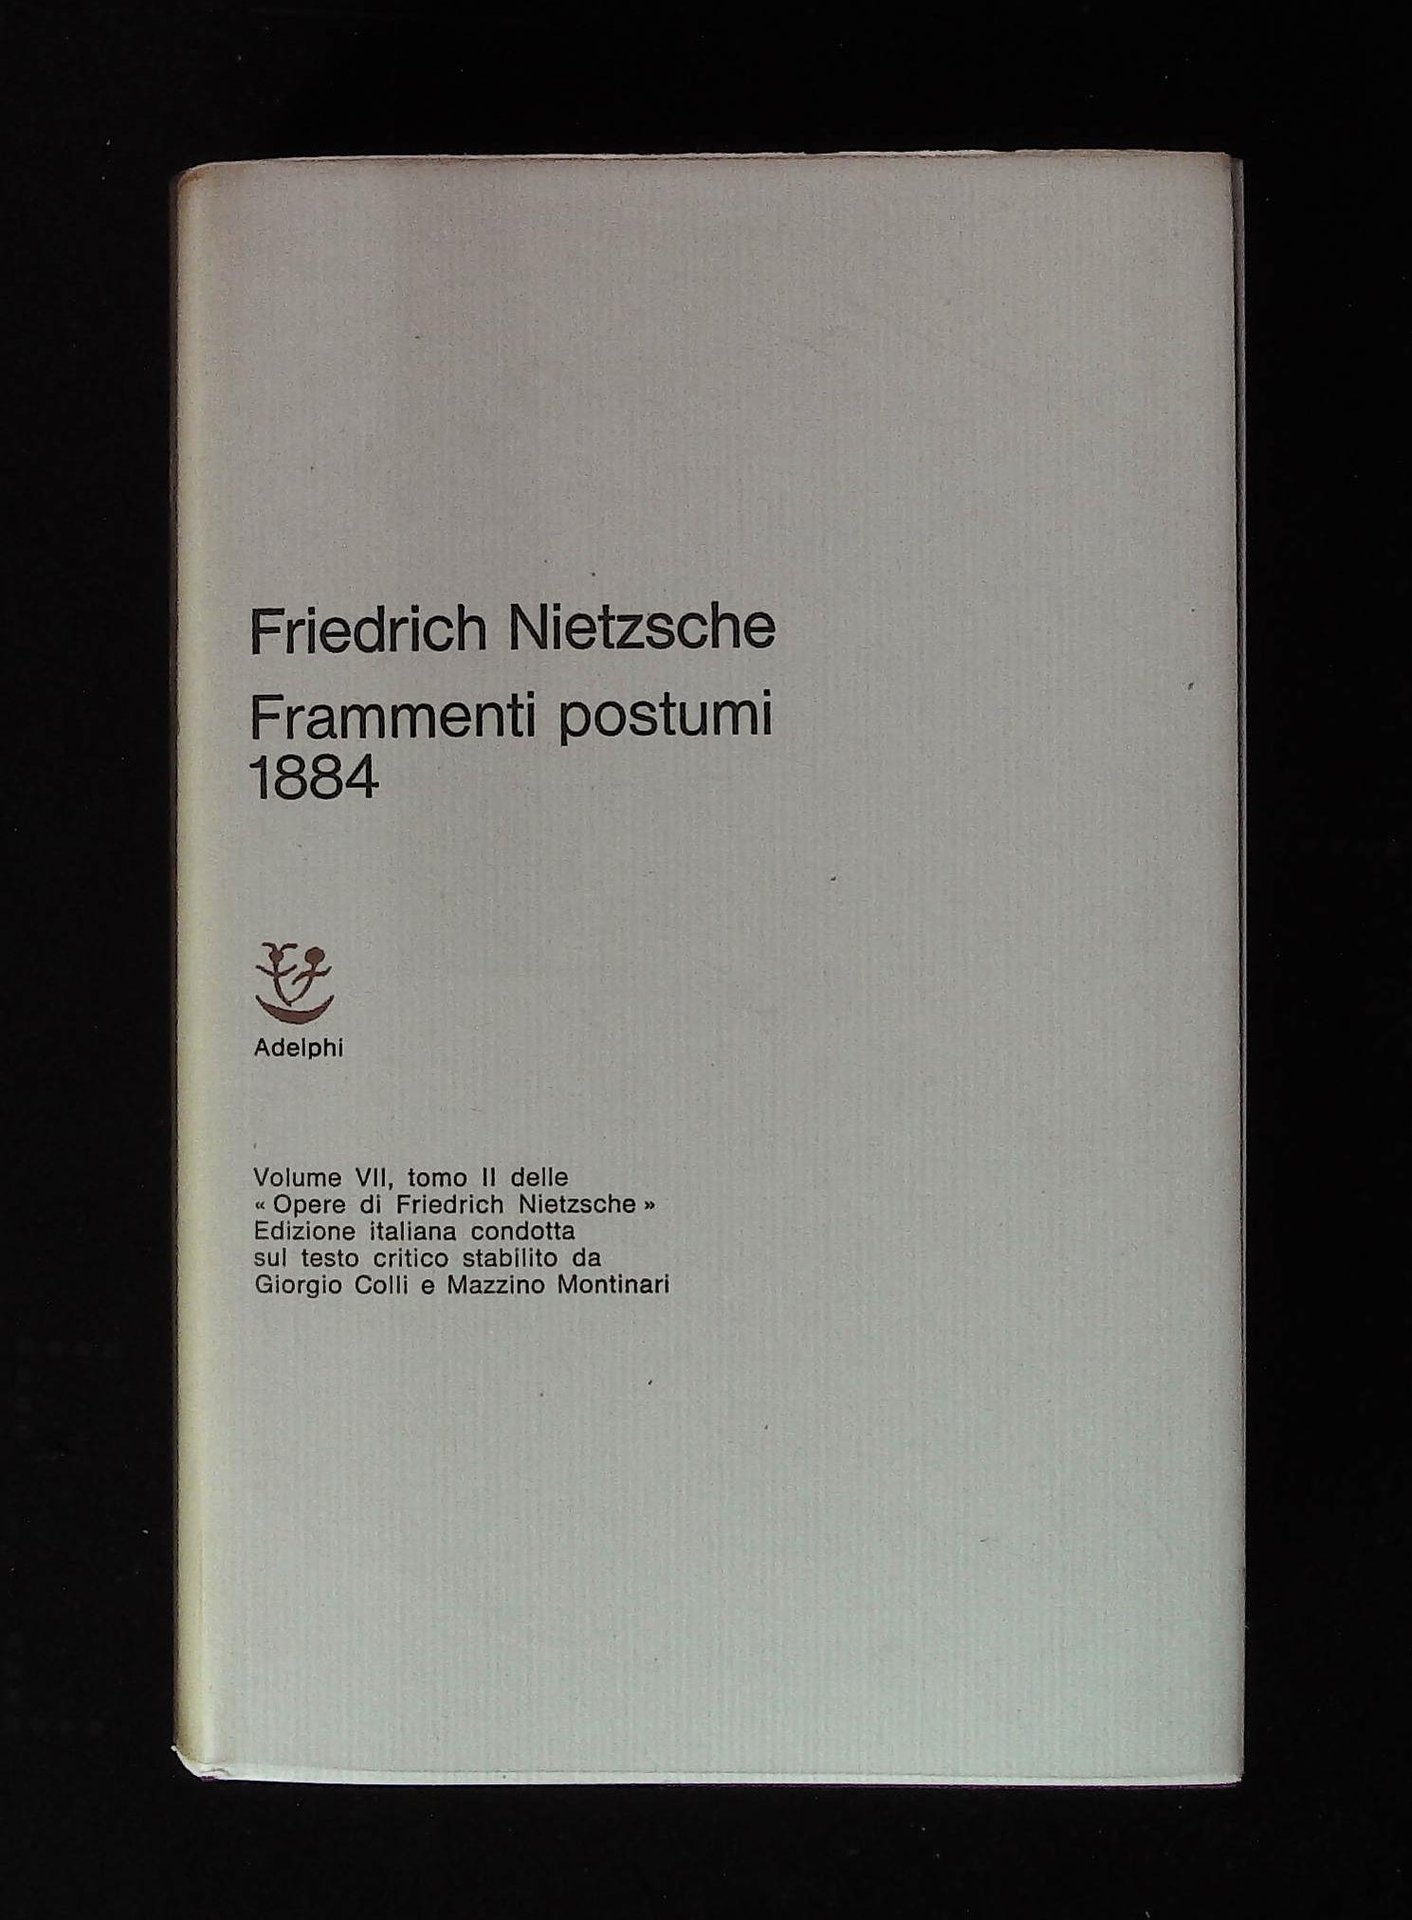 Friedrich Nietzsche
Frammenti postumi
1884
Adelphi
Volume VII, tomo II delle
« Opere di Friedrich Nietzsche »
Edizione italiana condotta
sul testo critico stabilito da
Giorgio Colli e Mazzino Montinari